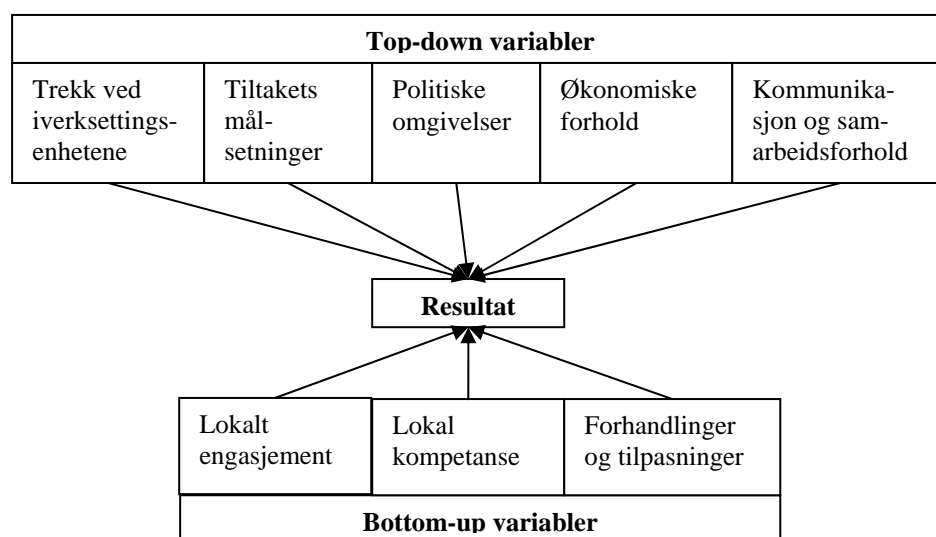 Top-down variabler
Trekk ved
iverksettings-
enhetene
Tiltakets
mål-
setninger
Politiske
omgivelser
Økonomiske
forhold
Kommunika-
sjon og sam-
arbeidsforhold
Resultat
Lokalt
engasjement
Lokal
kompetanse
Forhandlinger
og tilpasninger
Bottom-up variabler